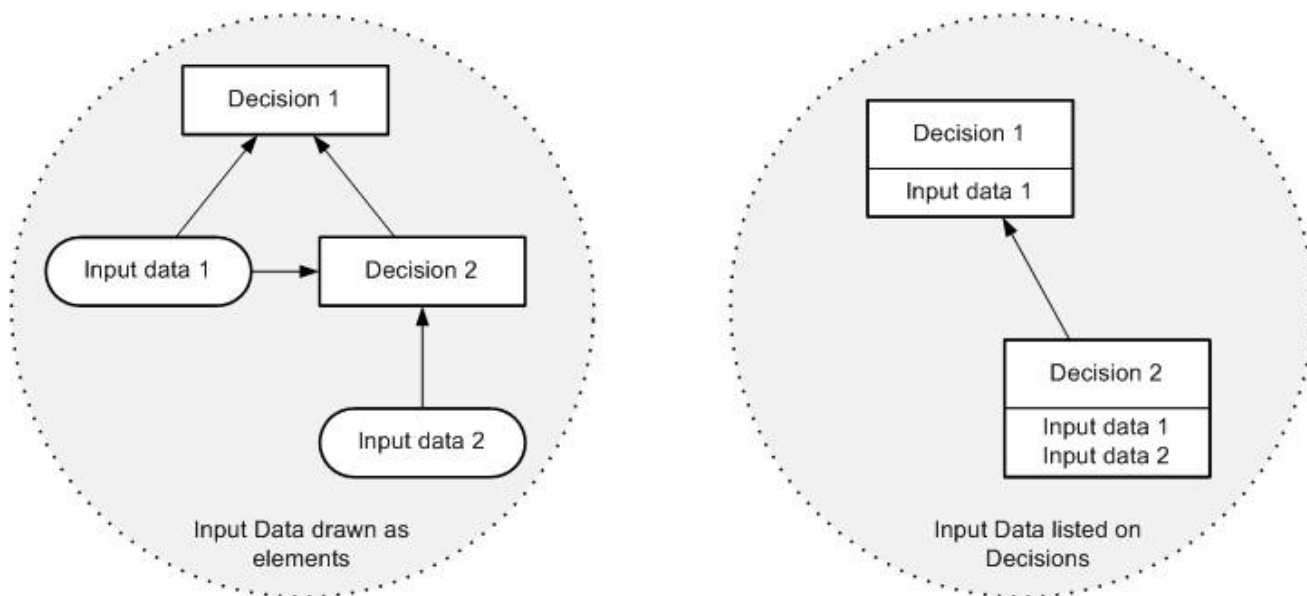 Decision 1
Input data 1
Decision 2
Input data 2
Input Data drawn as
elements
Decision 1
Input data 1
Decision 2
Input data 1
Input data 2
Input Data listed on
Decisions